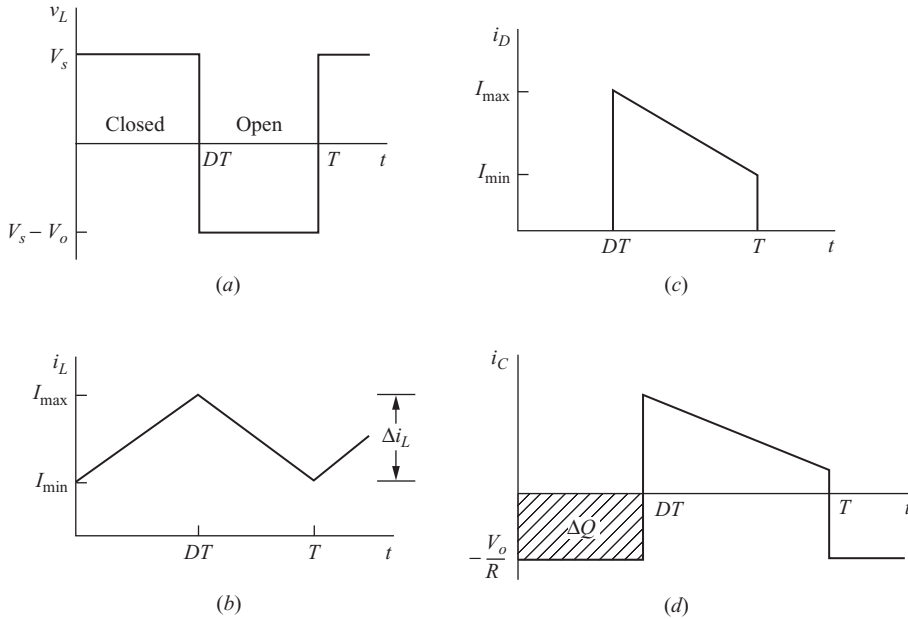 v_L
V_s
Closed
Open
DT
T
t
V_s − V_o
(a)
i_D
I_max
I_min
DT
T
t
(c)
i_L
I_max
Δi_L
I_min
DT
T
t
(b)
i_C
DT
T
t
ΔQ
−V_o/R
(d)